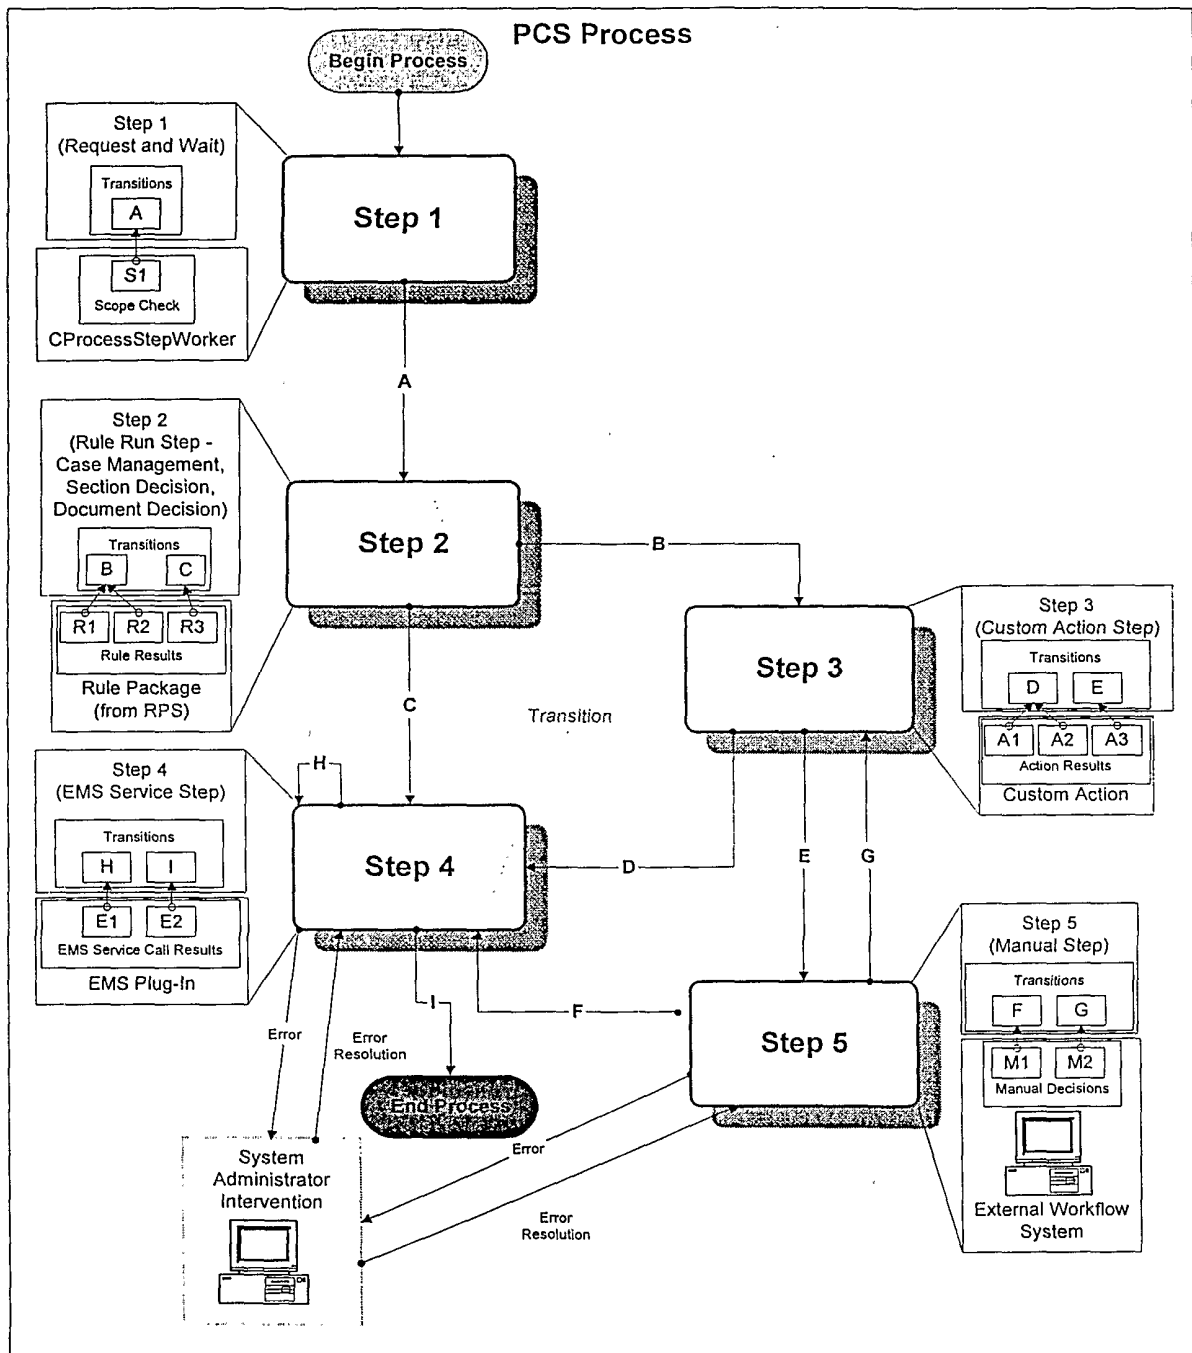 PCS Process
Begin Process
Step 1
(Request and Wait)
Transitions
A
S1
Scope Check
CProcessStepWorker
Step 1
A
Step 2
(Rule Run Step -
Case Management,
Section Decision,
Document Decision)
Transitions
B C
R1 R2 R3
Rule Results
Rule Package
(from RPS)
Step 2
B
C
Transition
Step 3
Step 3
(Custom Action Step)
Transitions
D E
A1 A2 A3
Action Results
Custom Action
Step 4
(EMS Service Step)
Transitions
H I
E1 E2
EMS Service Call Results
EMS Plug-In
H
Step 4
D
E
G
F
I
Error
Error
Resolution
End Process
Step 5
Step 5
(Manual Step)
Transitions
F G
M1 M2
Manual Decisions
External Workflow
System
System
Administrator
Intervention
Error
Error
Resolution